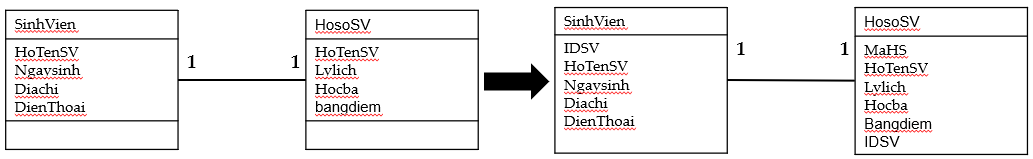 SinhVien
HoTenSV
Ngaysinh
Diachi
DienThoai
1
1
HosoSV
HoTenSV
Lylich
Hocba
bangdiem
SinhVien
IDSV
HoTenSV
Ngaysinh
Diachi
DienThoai
1
1
HosoSV
MaHS
HoTenSV
Lylich
Hocba
Bangdiem
IDSV